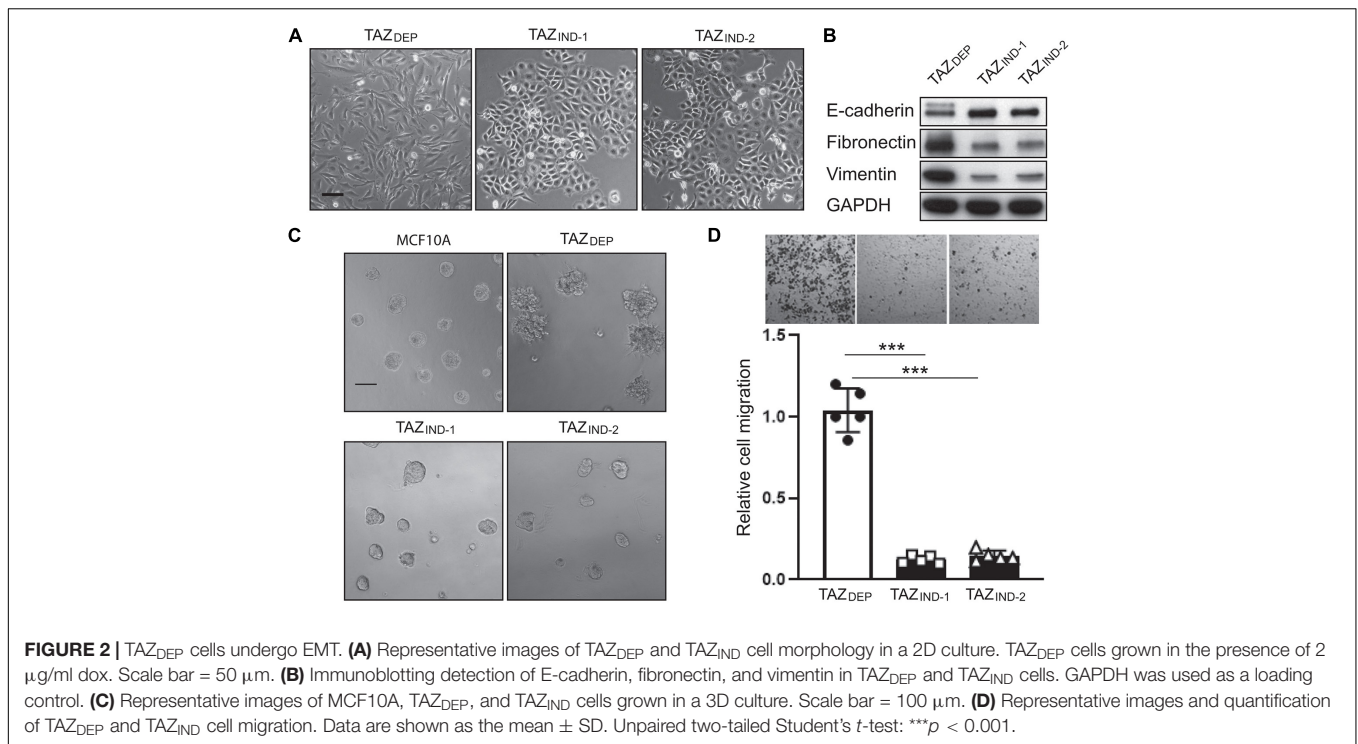 A
TAZDEP
TAZIND-1
TAZIND-2
B
TAZDEP
TAZIND-1
TAZIND-2
E-cadherin
Fibronectin
Vimentin
GAPDH
C
MCF10A
TAZDEP
TAZIND-1
TAZIND-2
D
***
***
Relative cell migration
1.5
1.0
0.5
0.0
TAZDEP
TAZIND-1
TAZIND-2
FIGURE 2 | TAZDEP cells undergo EMT. (A) Representative images of TAZDEP and TAZIND cell morphology in a 2D culture. TAZDEP cells grown in the presence of 2
μg/ml dox. Scale bar = 50 μm. (B) Immunoblotting detection of E-cadherin, fibronectin, and vimentin in TAZDEP and TAZIND cells. GAPDH was used as a loading
control. (C) Representative images of MCF10A, TAZDEP, and TAZIND cells grown in a 3D culture. Scale bar = 100 μm. (D) Representative images and quantification
of TAZDEP and TAZIND cell migration. Data are shown as the mean ± SD. Unpaired two-tailed Student's t-test: ***p < 0.001.